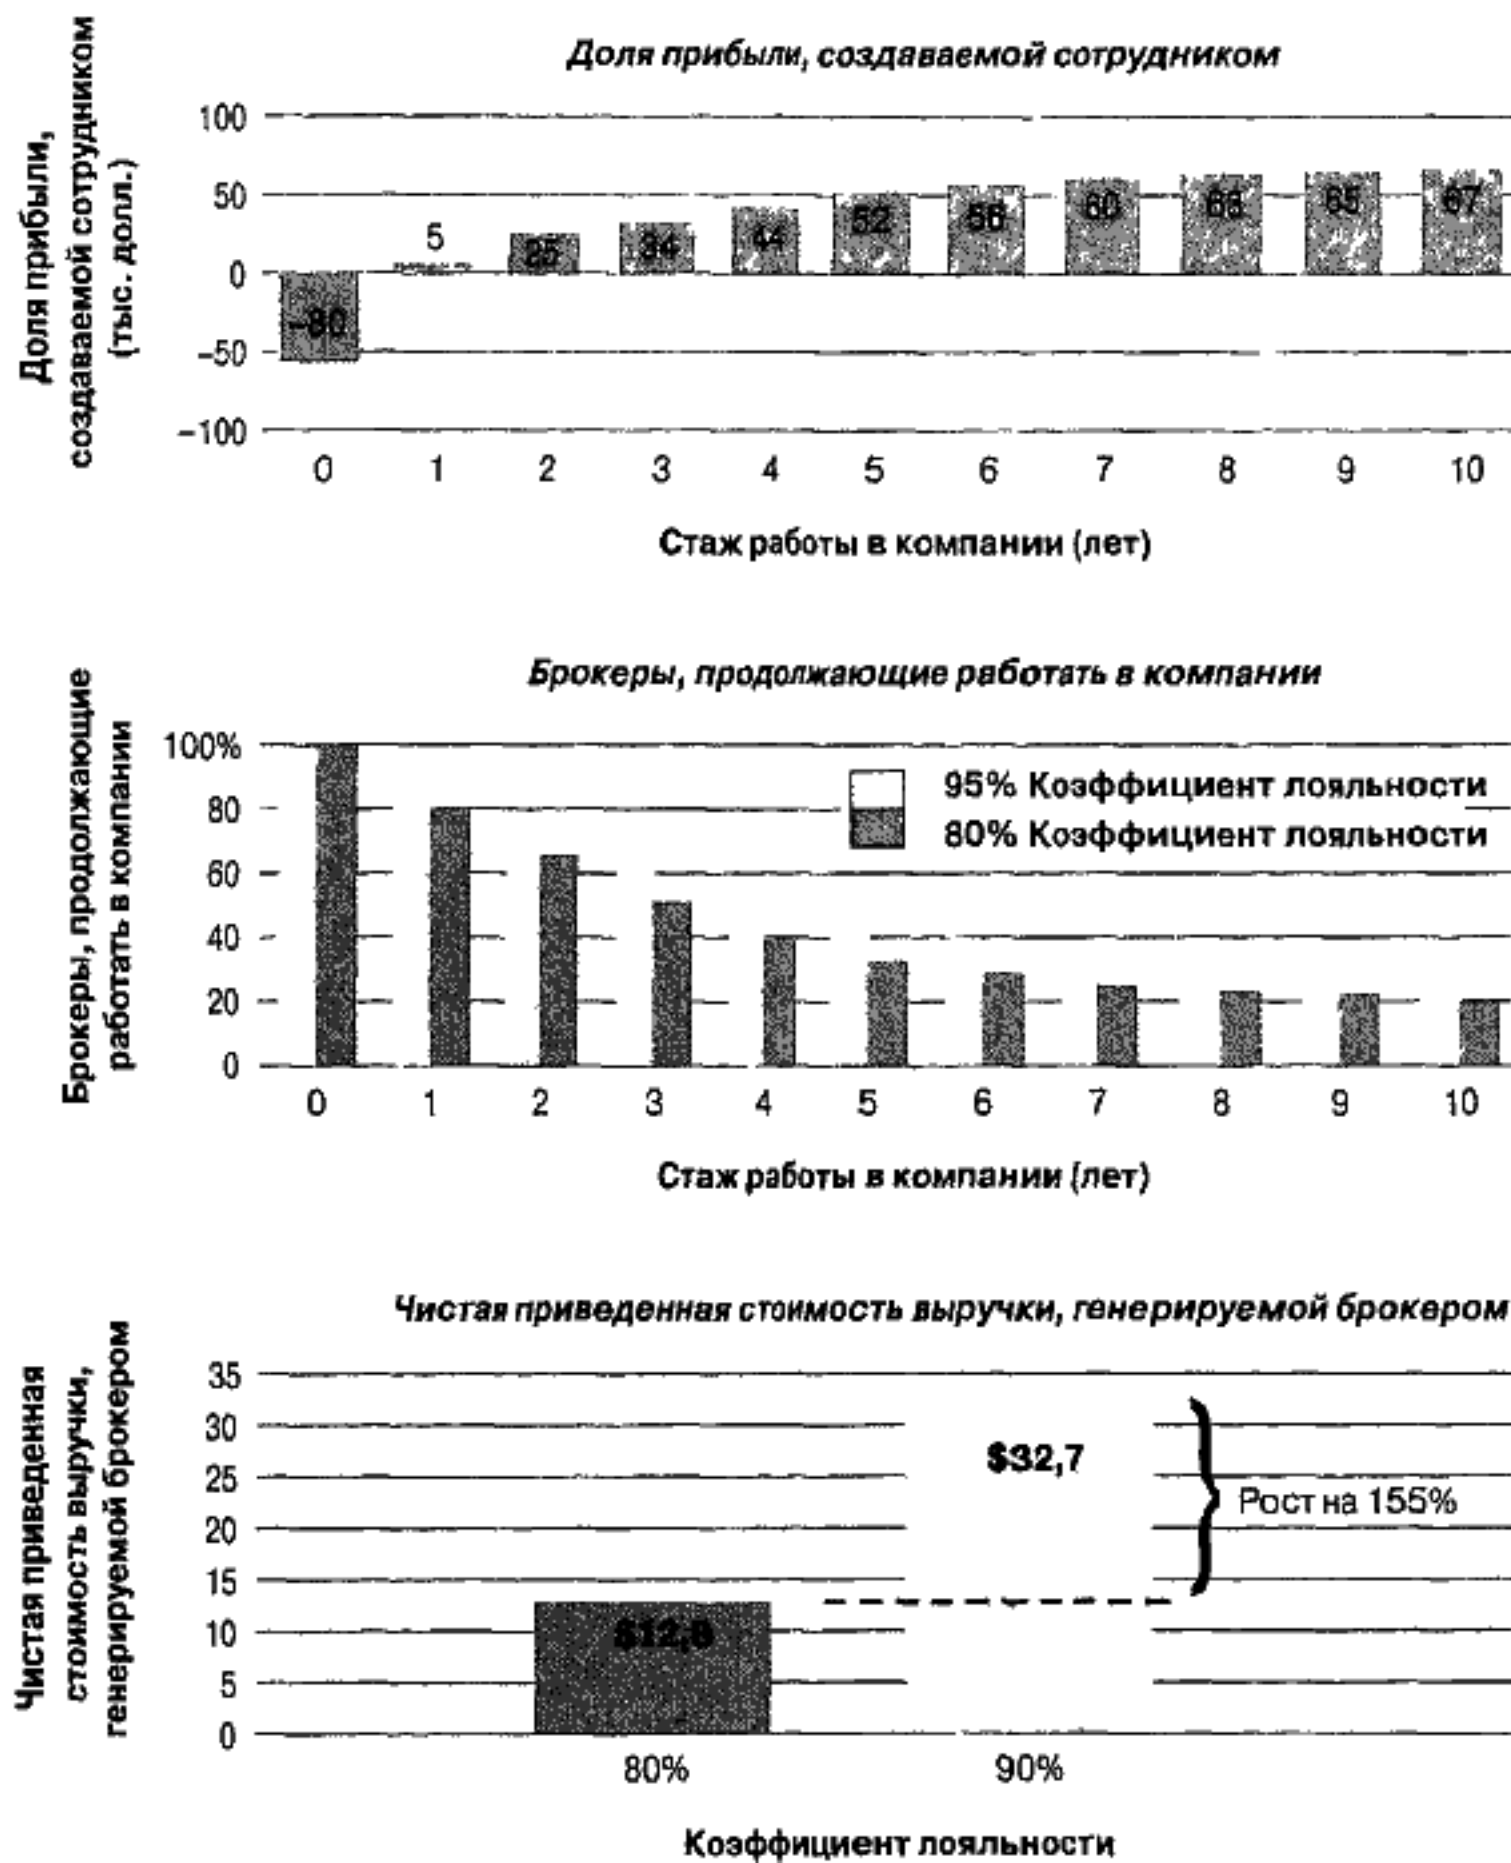 Доля прибыли, создаваемой сотрудником
Доля прибыли,
создаваемой сотрудником
(тыс. долл.)
100
50
0
–50
–100
–80
5
25
34
44
52
56
60
63
65
67
0 1 2 3 4 5 6 7 8 9 10
Стаж работы в компании (лет)
Брокеры, продолжающие работать в компании
Брокеры, продолжающие
работать в компании
100%
80
60
40
20
0
95% Коэффициент лояльности
80% Коэффициент лояльности
0 1 2 3 4 5 6 7 8 9 10
Стаж работы в компании (лет)
Чистая приведенная стоимость выручки, генерируемой брокером
Чистая приведенная
стоимость выручки,
генерируемой брокером
35
30
25
20
15
10
5
0
$12,8
$32,7
Рост на 155%
80% 90%
Коэффициент лояльности